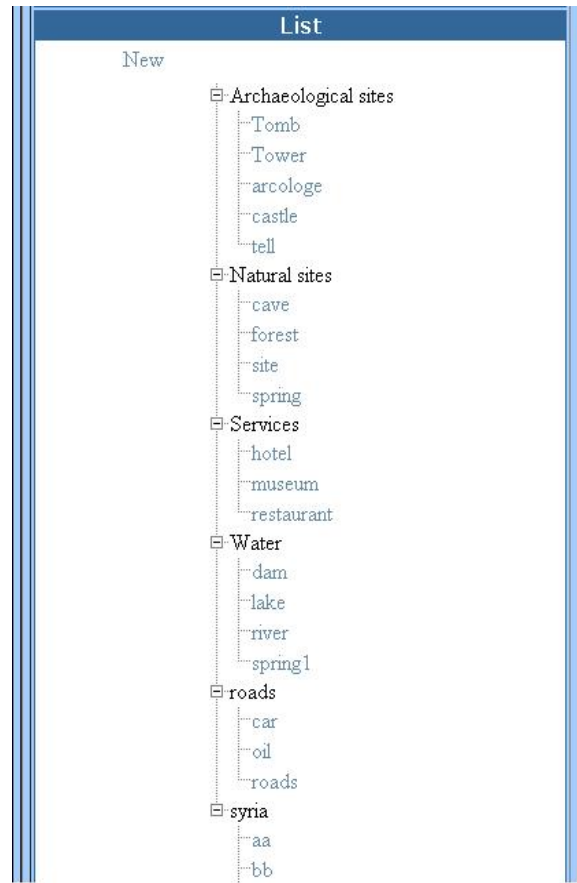 List
New
Archaeological sites
Tomb
Tower
arcologe
castle
tell
Natural sites
cave
forest
site
spring
Services
hotel
museum
restaurant
Water
dam
lake
river
spring1
roads
car
oil
roads
syria
aa
bb